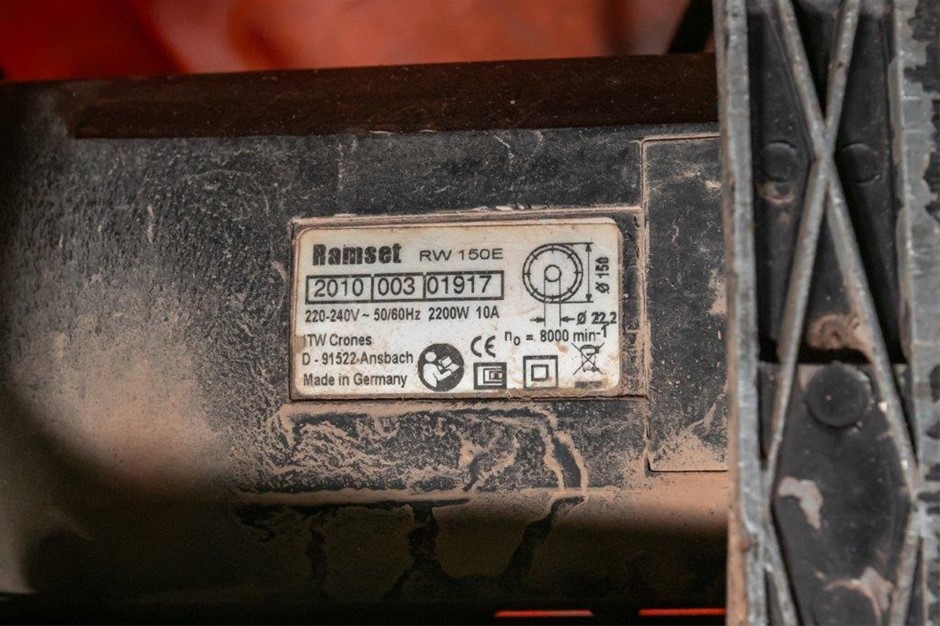 Ramset RW 150E
2010 003 01917
220-240V ~ 50/60Hz 2200W 10A
ITW Crones
D - 91522 Ansbach
Made in Germany
CE
Ø 150
Ø 22,2
n₀ = 8000 min⁻¹